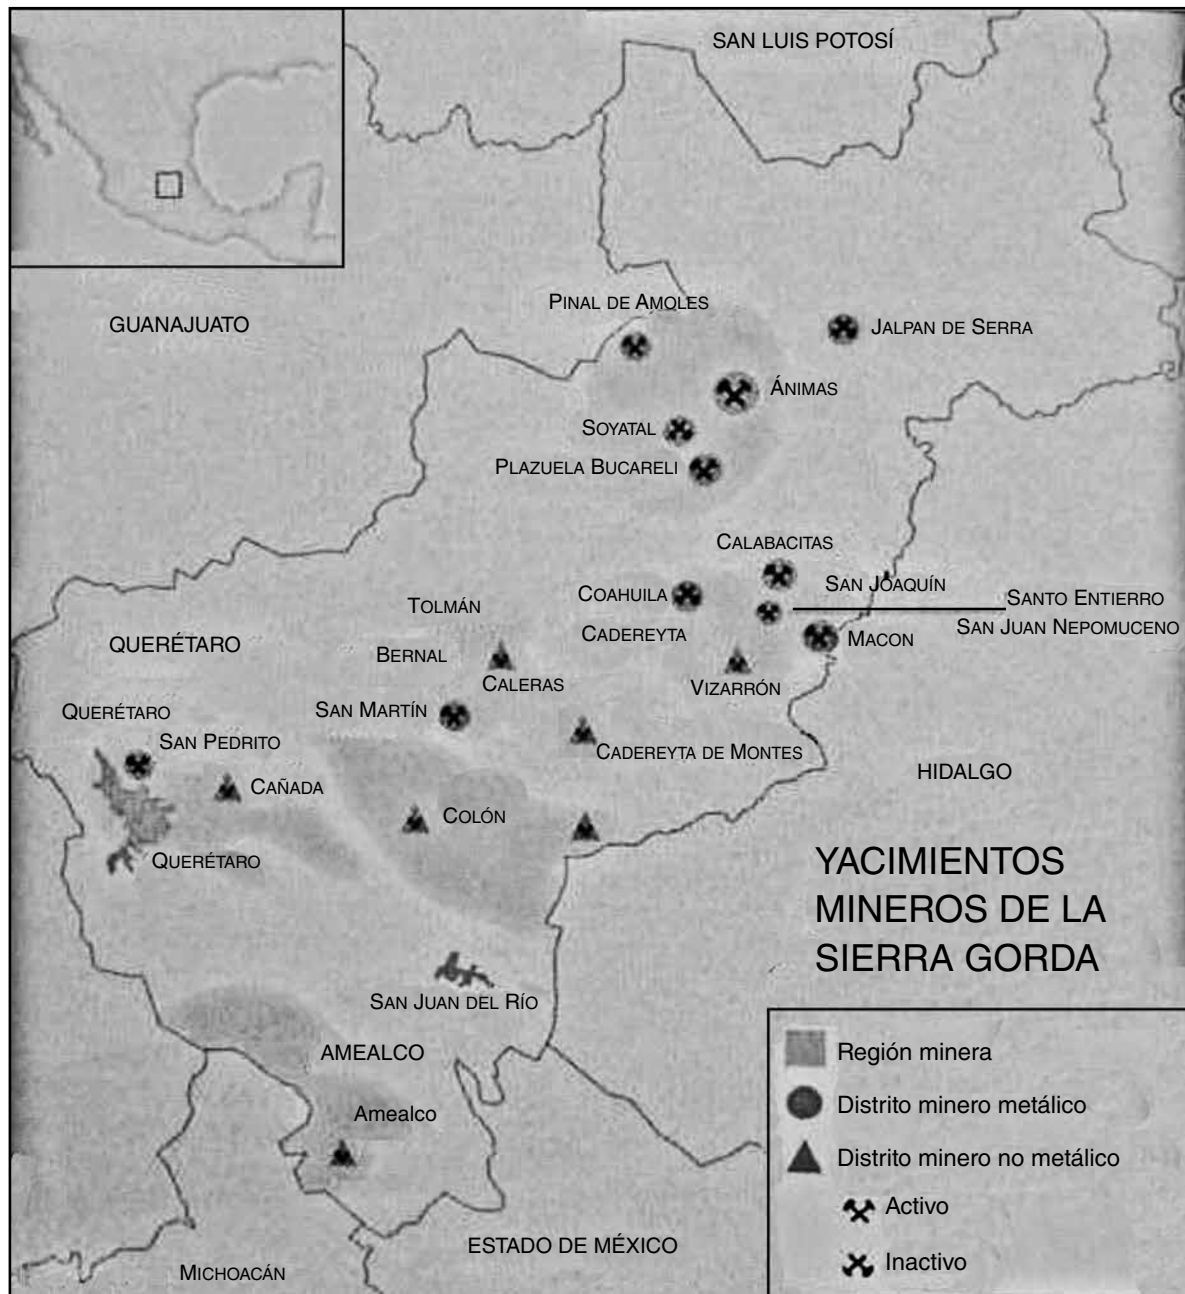 SAN LUIS POTOSÍ
GUANAJUATO
PINAL DE AMOLES
JALPAN DE SERRA
ÁNIMAS
SOYATAL
PLAZUELA BUCARELI
CALABACITAS
SAN JOAQUÍN
COAHUILA
SANTO ENTIERRO
TOLMÁN
SAN JUAN NEPOMUCENO
CADEREYTA
MACON
QUERÉTARO
BERNAL
CALERAS
VIZARRÓN
SAN MARTÍN
QUERÉTARO
SAN PEDRITO
CADEREYTA DE MONTES
HIDALGO
CAÑADA
COLÓN
QUERÉTARO
YACIMIENTOS
MINEROS DE LA
SIERRA GORDA
SAN JUAN DEL RÍO
AMEALCO
Amealco
ESTADO DE MÉXICO
MICHOACÁN
Región minera
Distrito minero metálico
Distrito minero no metálico
Activo
Inactivo